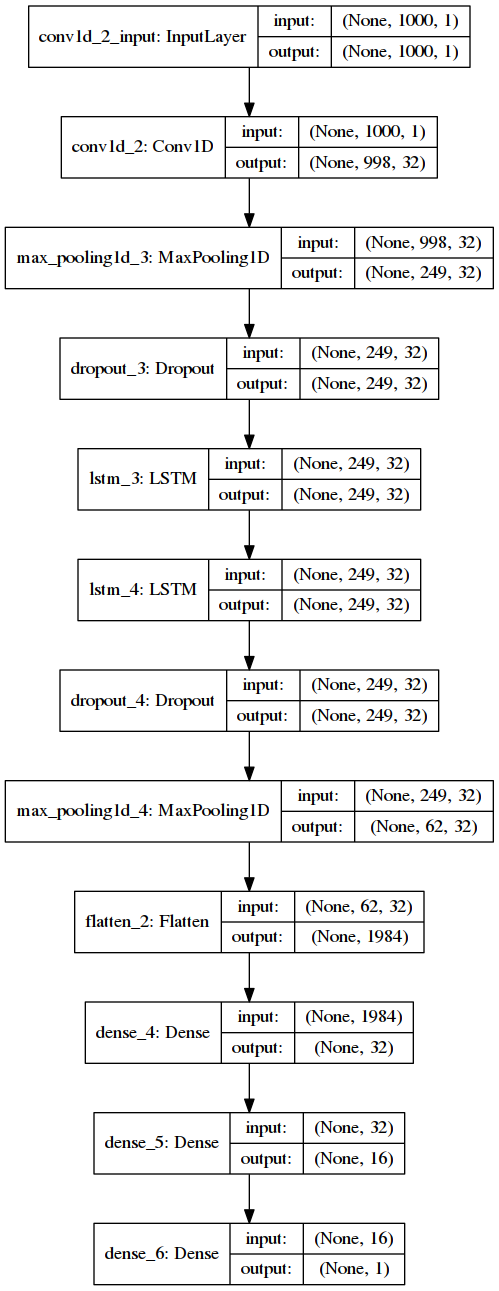 conv1d_2_input: InputLayer
input: (None, 1000, 1)
output: (None, 1000, 1)
conv1d_2: Conv1D
input: (None, 1000, 1)
output: (None, 998, 32)
max_pooling1d_3: MaxPooling1D
input: (None, 998, 32)
output: (None, 249, 32)
dropout_3: Dropout
input: (None, 249, 32)
output: (None, 249, 32)
lstm_3: LSTM
input: (None, 249, 32)
output: (None, 249, 32)
lstm_4: LSTM
input: (None, 249, 32)
output: (None, 249, 32)
dropout_4: Dropout
input: (None, 249, 32)
output: (None, 249, 32)
max_pooling1d_4: MaxPooling1D
input: (None, 249, 32)
output: (None, 62, 32)
flatten_2: Flatten
input: (None, 62, 32)
output: (None, 1984)
dense_4: Dense
input: (None, 1984)
output: (None, 32)
dense_5: Dense
input: (None, 32)
output: (None, 16)
dense_6: Dense
input: (None, 16)
output: (None, 1)